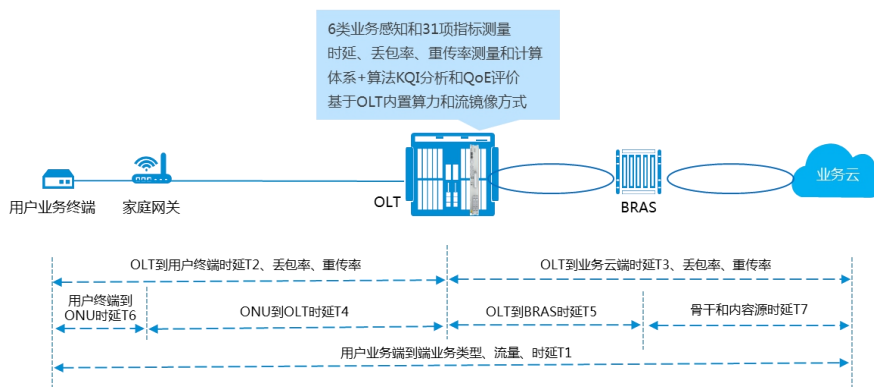 6类业务感知和31项指标测量
时延、丢包率、重传率测量和计算
体系+算法KQI分析和QoE评价
基于OLT内置算力和流镜像方式
用户业务终端
家庭网关
OLT
BRAS
业务云
OLT到用户终端时延T2、丢包率、重传率
OLT到业务云端时延T3、丢包率、重传率
用户终端到
ONU时延T6
ONU到OLT时延T4
OLT到BRAS时延T5
骨干和内容源时延T7
用户业务端到端业务类型、流量、时延T1